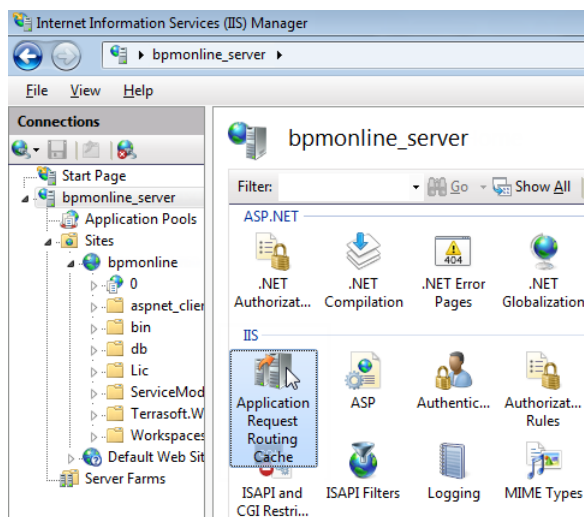 Internet Information Services (IIS) Manager
bpmonline_server
File View Help
Connections
Start Page
bpmonline_server
Application Pools
Sites
bpmonline
0
aspnet_clien
bin
db
Lic
ServiceMod
Terrasoft.W
Workspaces
Default Web Sit
Server Farms
bpmonline_server
Filter: Go Show All
ASP.NET
.NET Authorizat...
.NET Compilation
404
.NET Error Pages
.NET Globalization
IIS
Application Request Routing Cache
ASP
Authentic...
Authorizat... Rules
ISAPI and CGI Restri...
ISAPI Filters
Logging
MIME Types